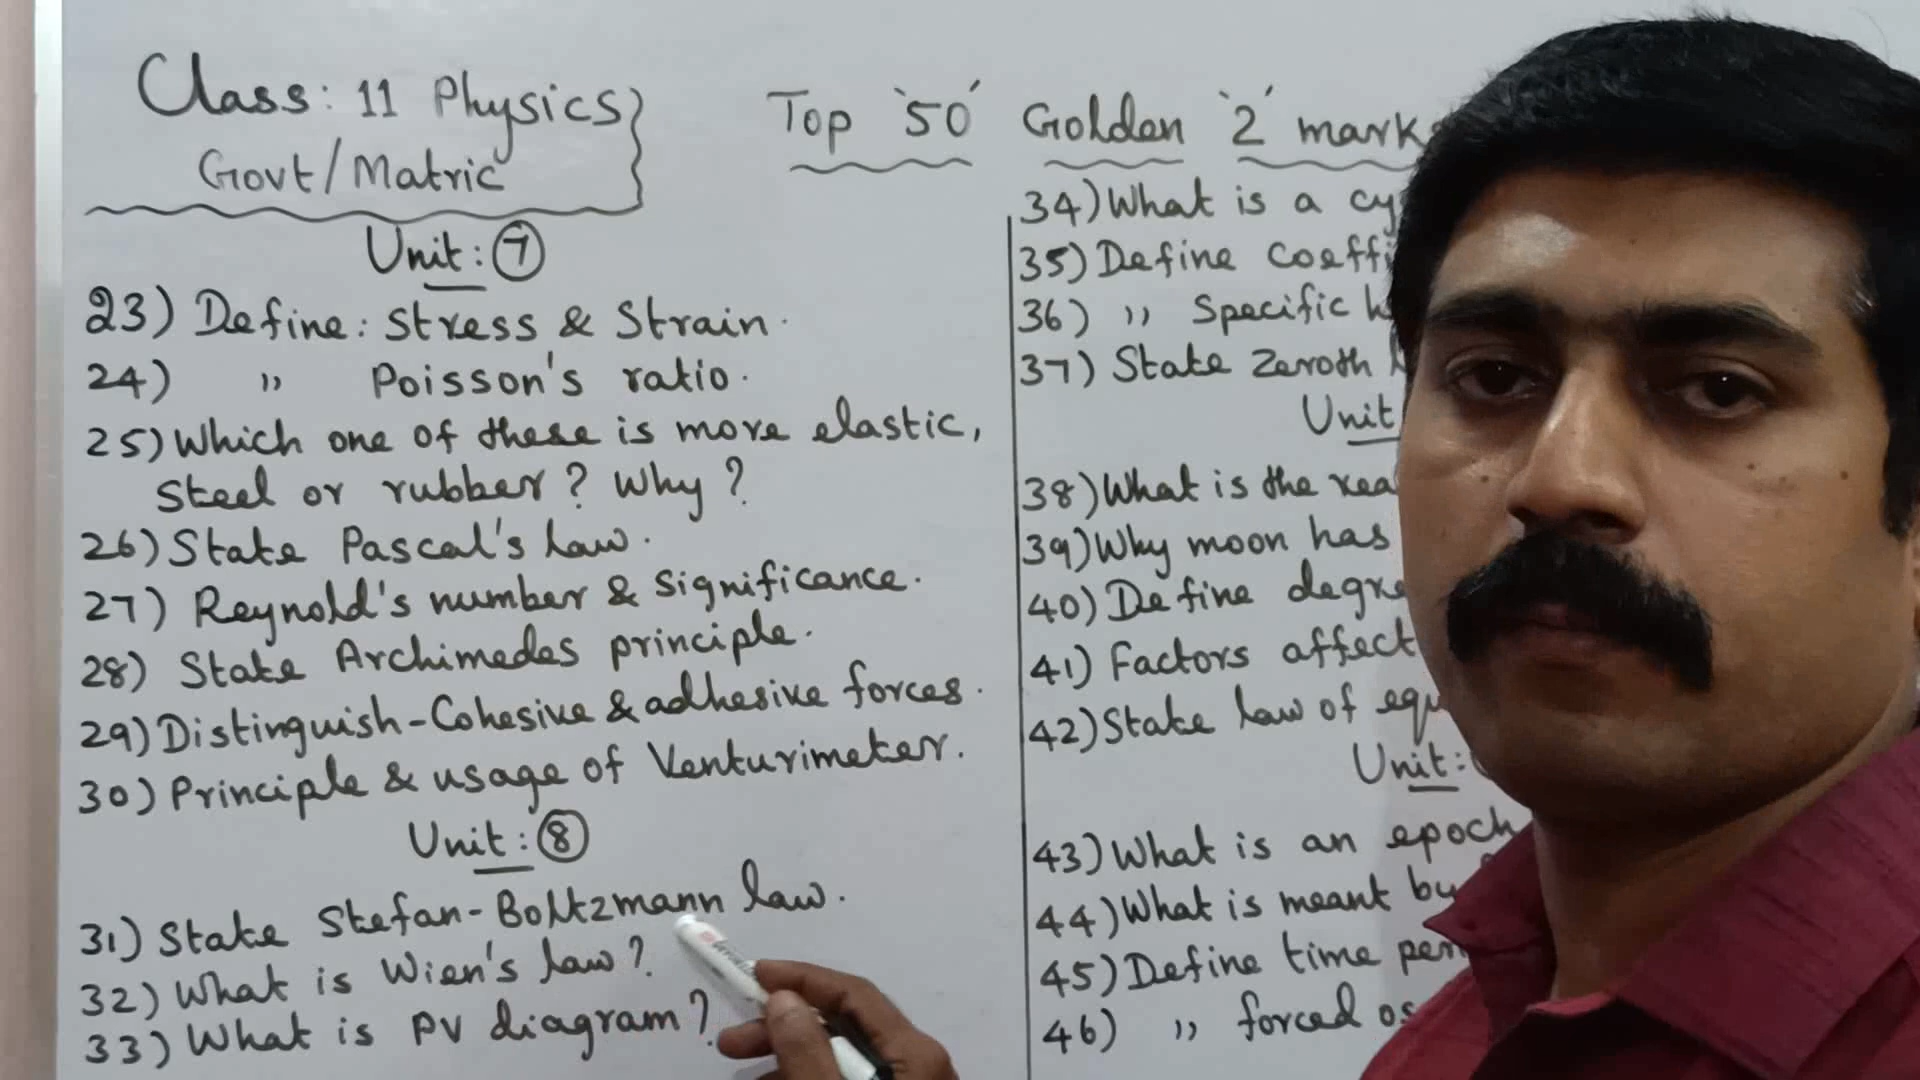 Class: 11 Physics
Govt/Matric
Top '50' Golden '2' mark
Unit: 7
23) Define: Stress & Strain.
24) " Poisson's ratio.
25) Which one of these is more elastic,
Steel or rubber? Why?
26) State Pascal's law.
27) Reynold's number & significance.
28) State Archimedes principle.
29) Distinguish - Cohesive & adhesive forces.
30) Principle & usage of Venturimeter.
Unit: 8
31) State Stefan-Boltzmann law.
32) What is Wien's law?
33) What is PV diagram?
34) What is a
35) Define
36) " Specific
37) State Zeroth
Unit
38) What is the
39) Why moon has
40) Define
41) Factors
42) State law of
Unit:
43) What is an epoch
44) What is meant by
45) Define time
46) " forced